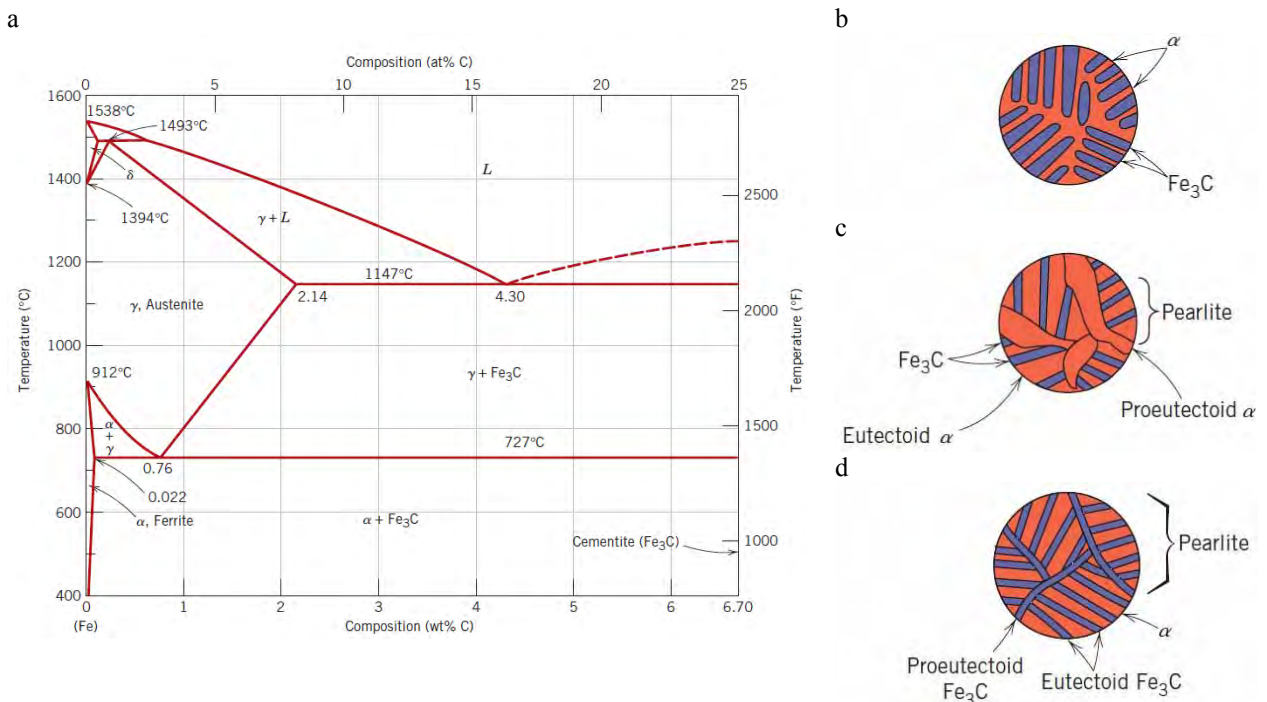 a
Composition (at% C)
0 5 10 15 20 25
1600
1538°C
1493°C
δ
L
1400
1394°C
2500
γ + L
1200
1147°C
2.14
4.30
2000
γ, Austenite
Temperature (°C)
Temperature (°F)
1000
912°C
γ + Fe₃C
1500
800
α
+
γ
727°C
0.76
0.022
600
α, Ferrite
α + Fe₃C
Cementite (Fe₃C)
1000
400
0 1 2 3 4 5 6 6.70
(Fe)
Composition (wt% C)
b
α
Fe₃C
c
Pearlite
Fe₃C
Proeutectoid α
Eutectoid α
d
Pearlite
α
Proeutectoid
Fe₃C
Eutectoid Fe₃C